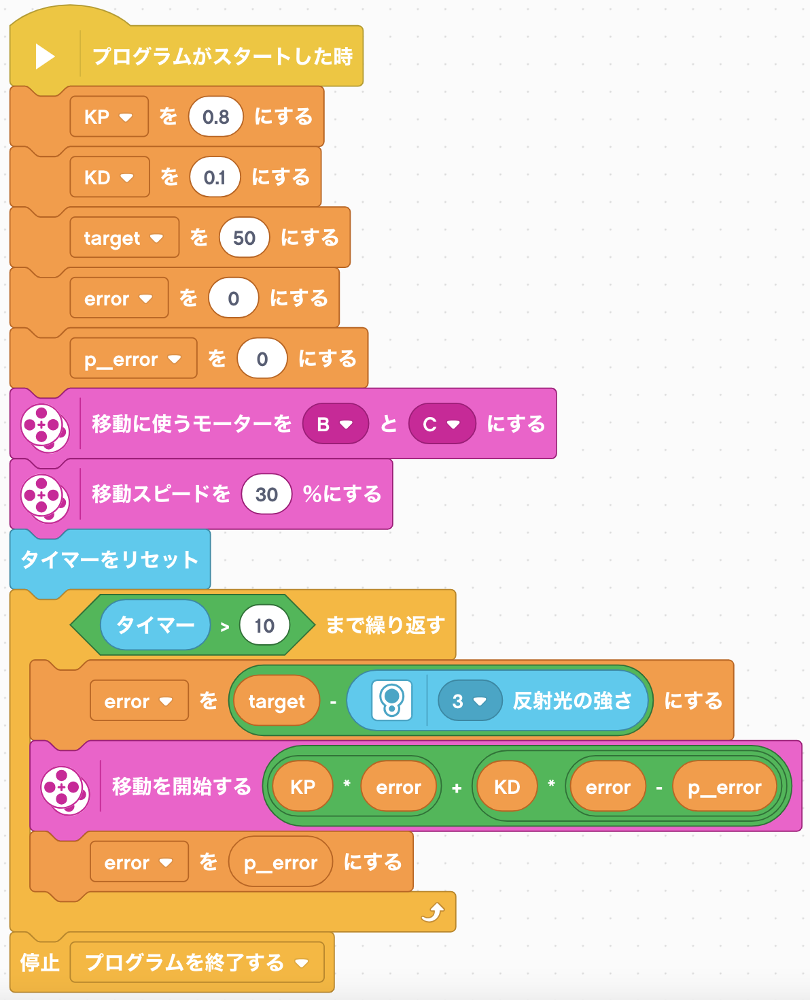 プログラムがスタートした時
KP を 0.8 にする
KD を 0.1 にする
target を 50 にする
error を 0 にする
p_error を 0 にする
移動に使うモーターを B と C にする
移動スピードを 30 %にする
タイマーをリセット
タイマー > 10 まで繰り返す
error を target - 3 反射光の強さ にする
移動を開始する KP * error + KD * error - p_error
error を p_error にする
停止 プログラムを終了する